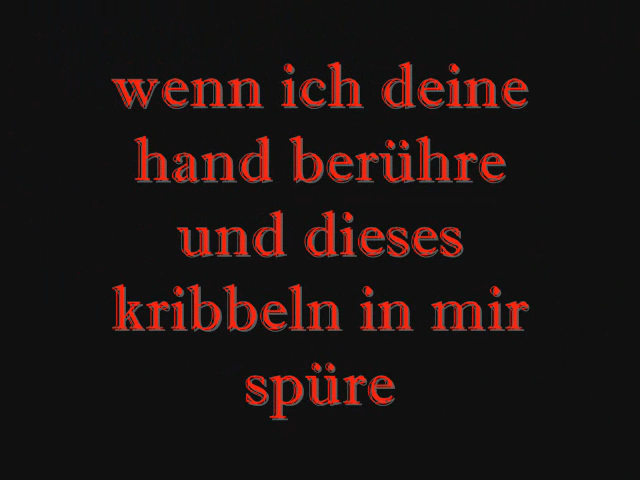 wenn ich deine
hand berühre
und dieses
kribbeln in mir
spüre